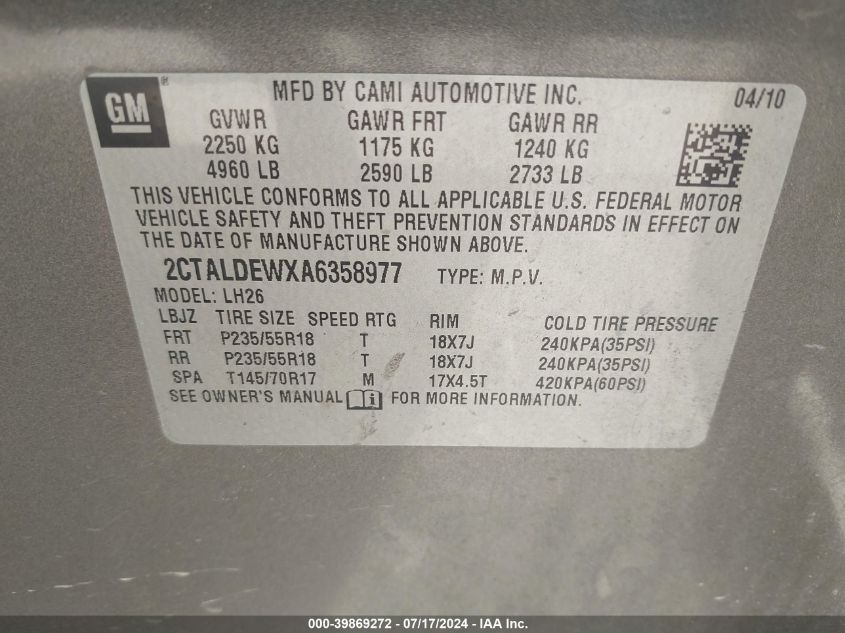 GM ® MFD BY CAMI AUTOMOTIVE INC. 04/10
GVWR GAWR FRT GAWR RR
2250 KG 1175 KG 1240 KG
4960 LB 2590 LB 2733 LB
THIS VEHICLE CONFORMS TO ALL APPLICABLE U.S. FEDERAL MOTOR
VEHICLE SAFETY AND THEFT PREVENTION STANDARDS IN EFFECT ON
THE DATE OF MANUFACTURE SHOWN ABOVE.
2CTALDEWXA6358977 TYPE: M.P.V.
MODEL: LH26
LBJZ TIRE SIZE SPEED RTG RIM COLD TIRE PRESSURE
FRT P235/55R18 T 18X7J 240KPA(35PSI)
RR P235/55R18 T 18X7J 240KPA(35PSI)
SPA T145/70R17 M 17X4.5T 420KPA(60PSI)
SEE OWNER'S MANUAL i FOR MORE INFORMATION.
000-39869272 / 07/17/2024 - IAA Inc.